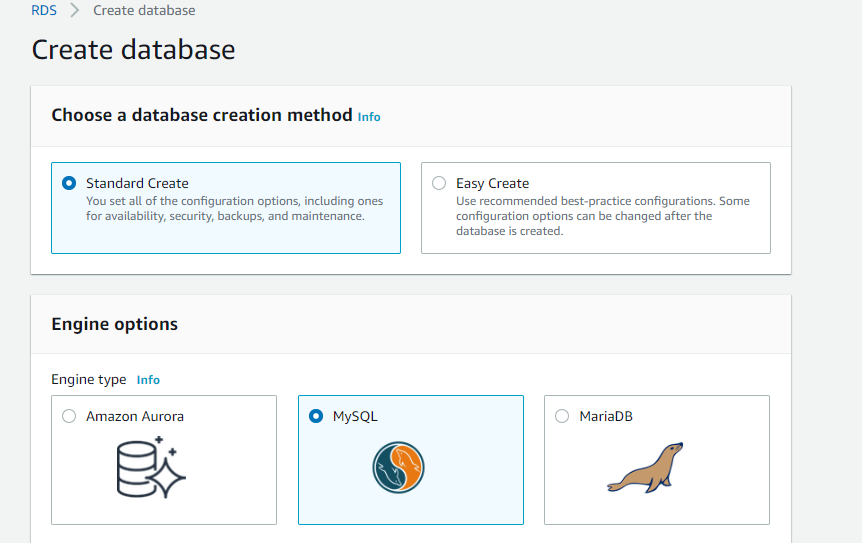 RDS > Create database
Create database
Choose a database creation method Info
Standard Create
You set all of the configuration options, including ones
for availability, security, backups, and maintenance.
Easy Create
Use recommended best-practice configurations. Some
configuration options can be changed after the
database is created.
Engine options
Engine type Info
Amazon Aurora
MySQL
MariaDB